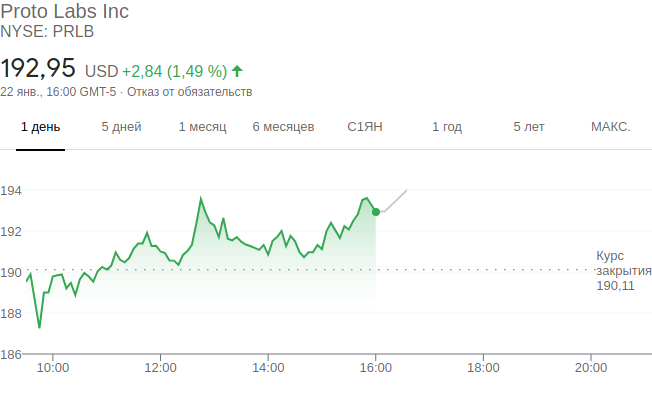 Proto Labs Inc
NYSE: PRLB
192,95 USD +2,84 (1,49 %)
22 янв., 16:00 GMT-5 · Отказ от обязательств
1 день 5 дней 1 месяц 6 месяцев С1ЯН 1 год 5 лет МАКС.
194
192
190
188
186
Курс
закрытия
190,11
10:00 12:00 14:00 16:00 18:00 20:00